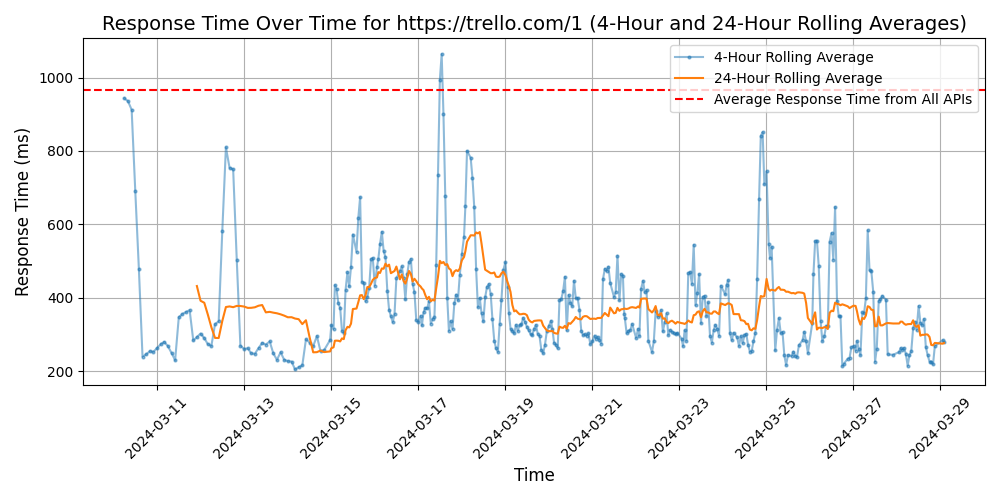 Response Time Over Time for https://trello.com/1 (4-Hour and 24-Hour Rolling Averages)
4-Hour Rolling Average
24-Hour Rolling Average
Average Response Time from All APIs
Response Time (ms)
1000
800
600
400
200
2024-03-11
2024-03-13
2024-03-15
2024-03-17
2024-03-19
2024-03-21
2024-03-23
2024-03-25
2024-03-27
2024-03-29
Time